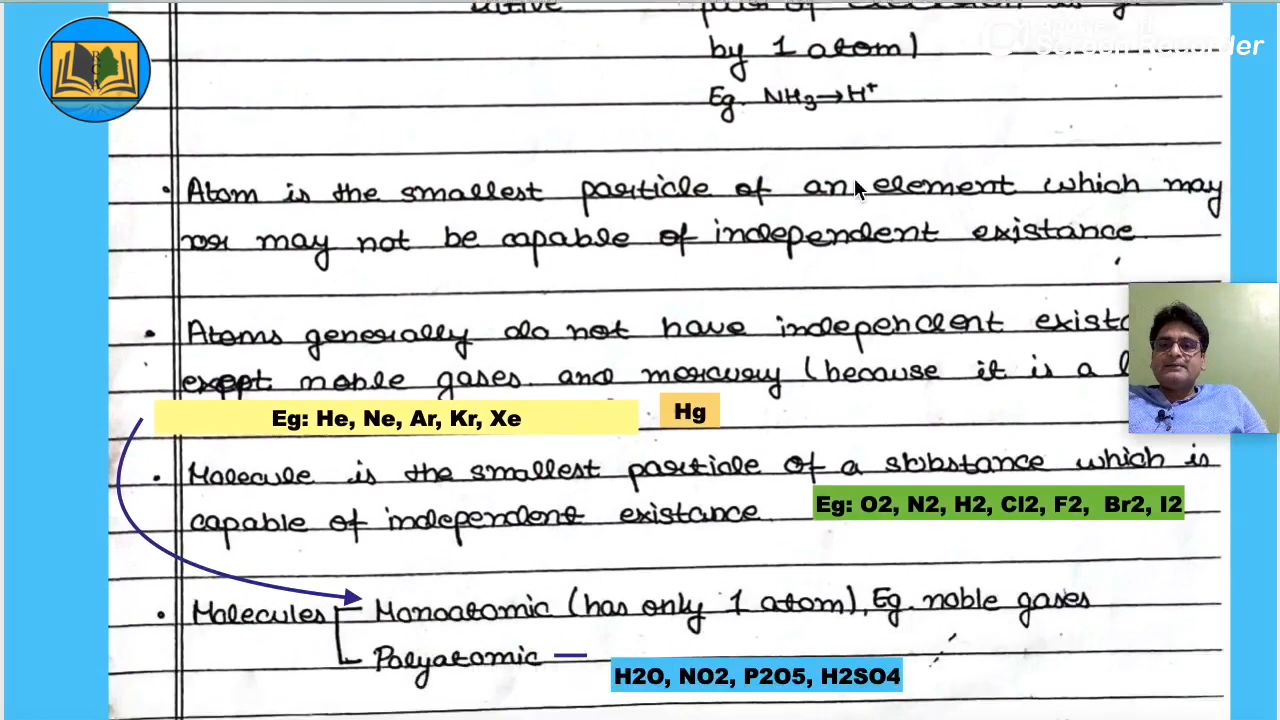 by 1 atom)
Screen Recorder
Eg. NH3→H+
• Atom is the smallest particle of an element which may
or may not be capable of independent existance
• Atoms generally do not have independent
except noble gases and mercury (because it is a
Eg: He, Ne, Ar, Kr, Xe
Hg
• Molecule is the smallest particle of a substance which is
Eg: O2, N2, H2, Cl2, F2, Br2, I2
capable of independent existance
• Molecules Monoatomic (has only 1 atom), Eg. noble gases
Polyatomic —
H2O, NO2, P2O5, H2SO4